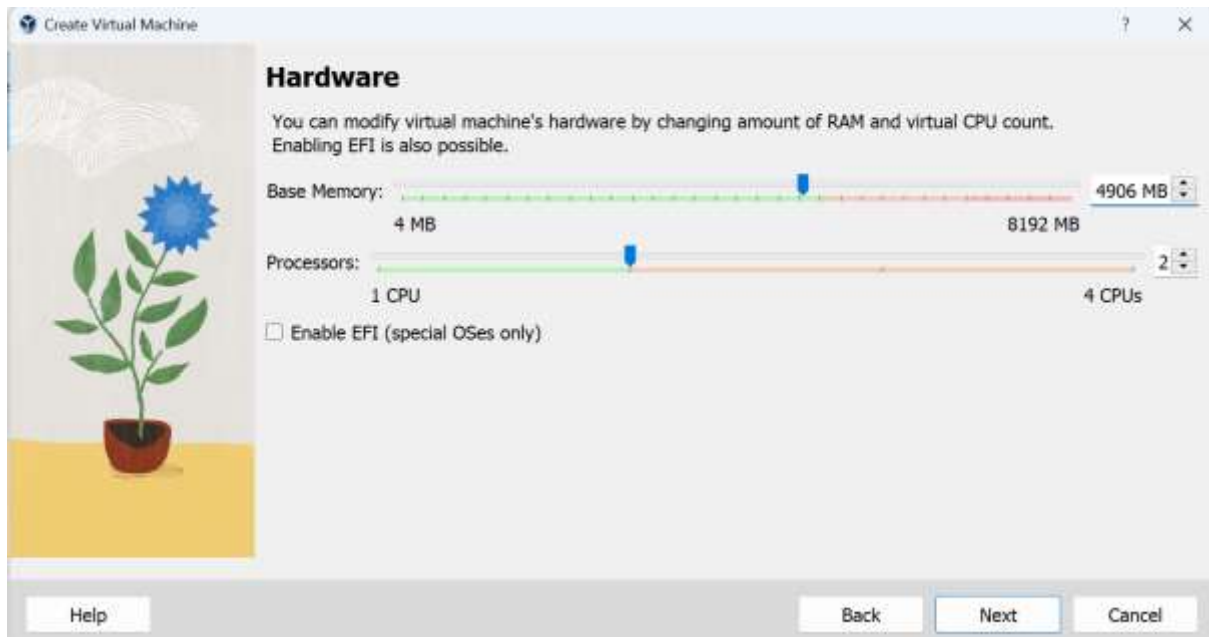 Create Virtual Machine
?
Hardware
You can modify virtual machine's hardware by changing amount of RAM and virtual CPU count.
Enabling EFI is also possible.
Base Memory: 4906 MB
4 MB 8192 MB
Processors: 2
1 CPU 4 CPUs
Enable EFI (special OSes only)
Help Back Next Cancel